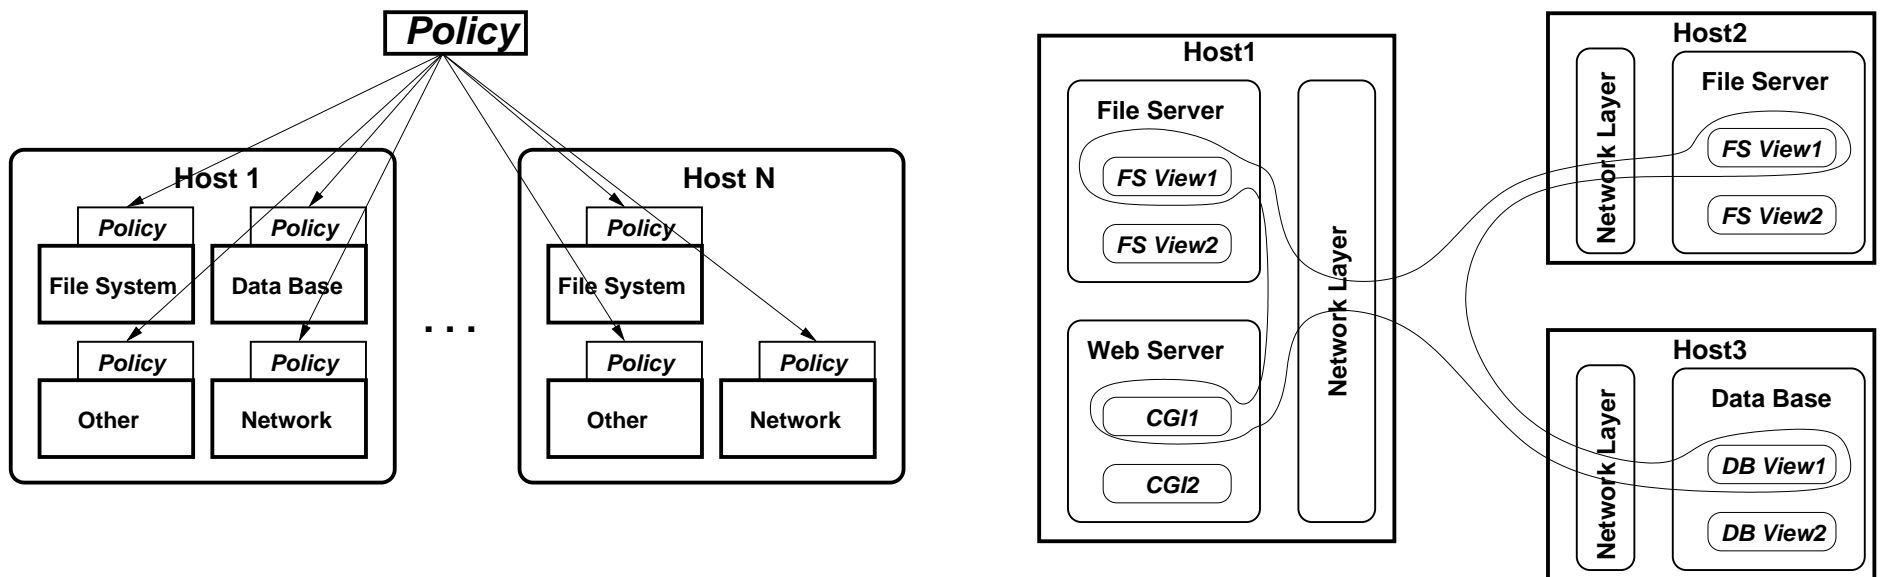 Policy
Host 1
Policy
Policy
File System
Data Base
Policy
Policy
Other
Network
. . .
Host N
Policy
File System
Policy
Policy
Other
Network
Host1
File Server
FS View1
FS View2
Web Server
CGI1
CGI2
Network Layer
Host2
Network Layer
File Server
FS View1
FS View2
Host3
Network Layer
Data Base
DB View1
DB View2